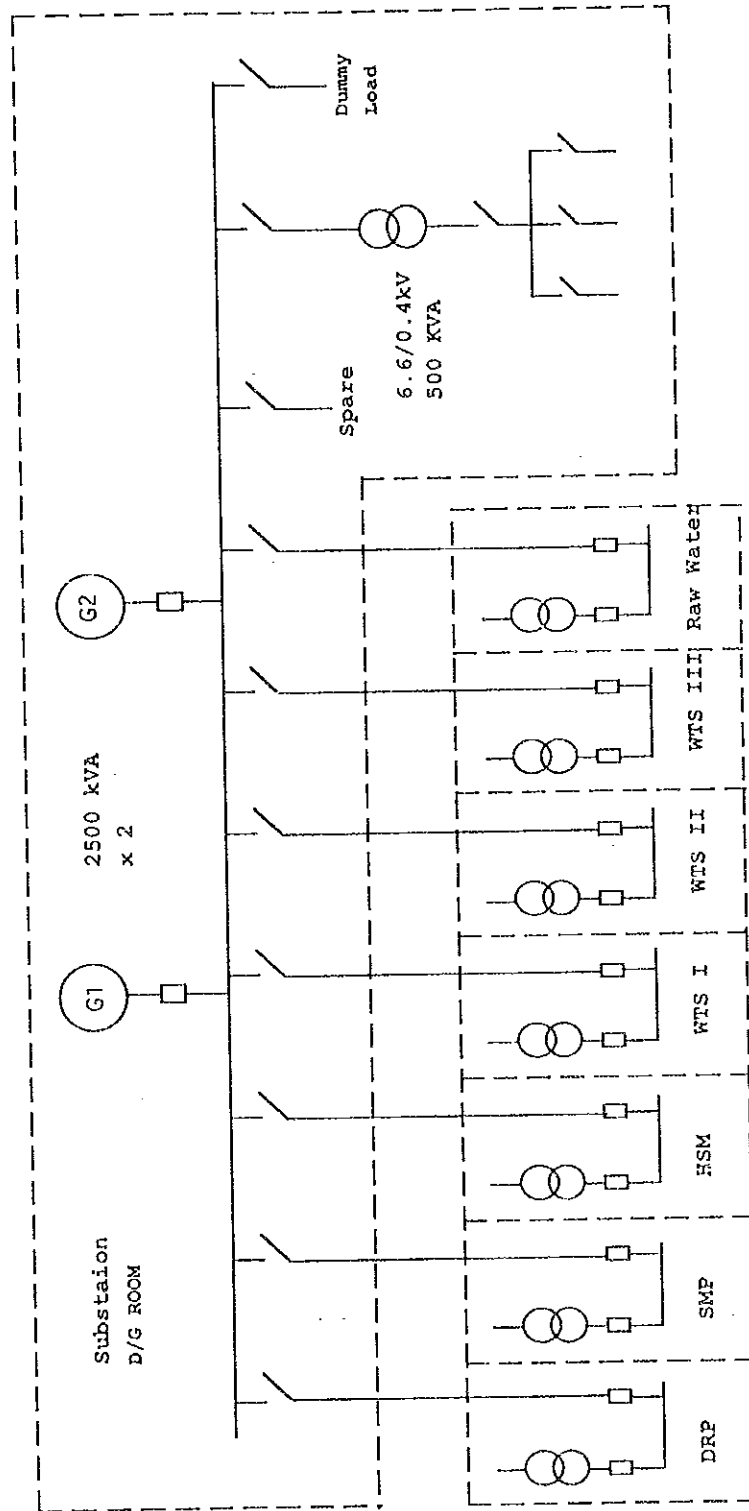 Substaion
D/G ROOM
G1
2500 kVA
x 2
G2
Spare
6.6/0.4kV
500 KVA
Dummy
Load
DRP
SMP
HSM
WTS I
WTS II
WTS III
Raw Water